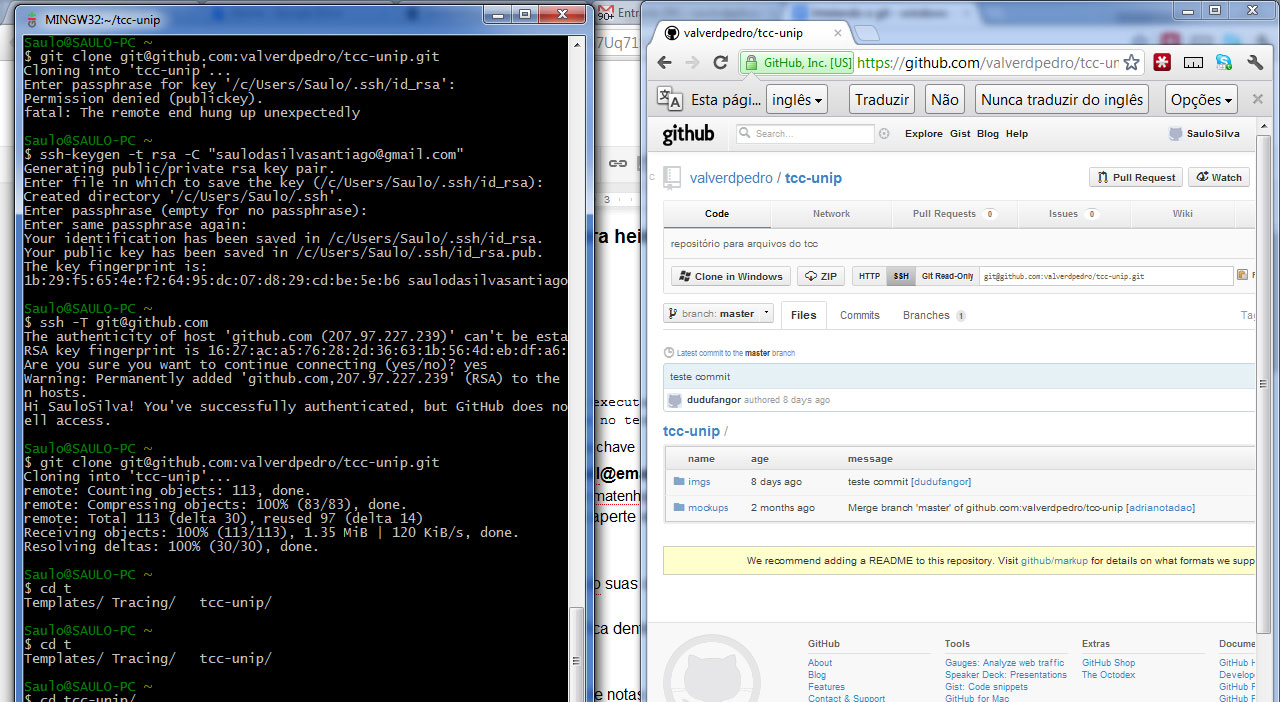 MINGW32:~/tcc-unip
Saulo@SAULO-PC ~
$ git clone git@github.com:valverdpedro/tcc-unip.git
Cloning into 'tcc-unip'...
Enter passphrase for key '/c/Users/Saulo/.ssh/id_rsa':
Permission denied (publickey).
fatal: The remote end hung up unexpectedly
Saulo@SAULO-PC ~
$ ssh-keygen -t rsa -C "saulodasilvasantiago@gmail.com"
Generating public/private rsa key pair.
Enter file in which to save the key (/c/Users/Saulo/.ssh/id_rsa):
Created directory '/c/Users/Saulo/.ssh'.
Enter passphrase (empty for no passphrase):
Enter same passphrase again:
Your identification has been saved in /c/Users/Saulo/.ssh/id_rsa.
Your public key has been saved in /c/Users/Saulo/.ssh/id_rsa.pub.
The key fingerprint is:
1b:29:f5:65:4e:f2:64:95:dc:07:d8:29:cd:be:5e:b6 saulodasilvasantiago
Saulo@SAULO-PC ~
$ ssh -T git@github.com
The authenticity of host 'github.com (207.97.227.239)' can't be esta
RSA key fingerprint is 16:27:ac:a5:76:28:2d:36:63:1b:56:4d:eb:df:a6:
Are you sure you want to continue connecting (yes/no)? yes
Warning: Permanently added 'github.com,207.97.227.239' (RSA) to the
n hosts.
Hi SauloSilva! You've successfully authenticated, but GitHub does no
ell access.
Saulo@SAULO-PC ~
$ git clone git@github.com:valverdpedro/tcc-unip.git
Cloning into 'tcc-unip'...
remote: Counting objects: 113, done.
remote: Compressing objects: 100% (83/83), done.
remote: Total 113 (delta 30), reused 97 (delta 14)
Receiving objects: 100% (113/113), 1.35 MiB | 120 KiB/s, done.
Resolving deltas: 100% (30/30), done.
Saulo@SAULO-PC ~
$ cd t
Templates/ Tracing/ tcc-unip/
Saulo@SAULO-PC ~
$ cd t
Templates/ Tracing/ tcc-unip/
Saulo@SAULO-PC ~
$ cd tcc-unip/
90+ Entr
7Uq71
3
ra hei
execut
no te
chave
l@ema
matenh
aperte
o suas
ca dent
e notas
valverdpedro/tcc-unip
GitHub, Inc. [US] https://github.com/valverdpedro/tcc-un
Esta pági... inglês Traduzir Não Nunca traduzir do inglês Opções
github Search... Explore Gist Blog Help SauloSilva
valverdpedro / tcc-unip Pull Request Watch
Code Network Pull Requests 0 Issues 0 Wiki
repositório para arquivos do tcc
Clone in Windows ZIP HTTP SSH Git Read-Only git@github.com:valverdpedro/tcc-unip.git
branch: master Files Commits Branches 1 Tag
Latest commit to the master branch
teste commit
dudufangor authored 8 days ago
tcc-unip /
name age message
imgs 8 days ago teste commit [dudufangor]
mockups 2 months ago Merge branch 'master' of github.com:valverdpedro/tcc-unip [adrianotadao]
We recommend adding a README to this repository. Visit github/markup for details on what formats we supp
GitHub Tools Extras Docume
About Gauges: Analyze web traffic GitHub Shop GitHub H
Blog Speaker Deck: Presentations The Octodex Develop
Features Gist: Code snippets GitHub F
Contact & Support GitHub for Mac GitHub F